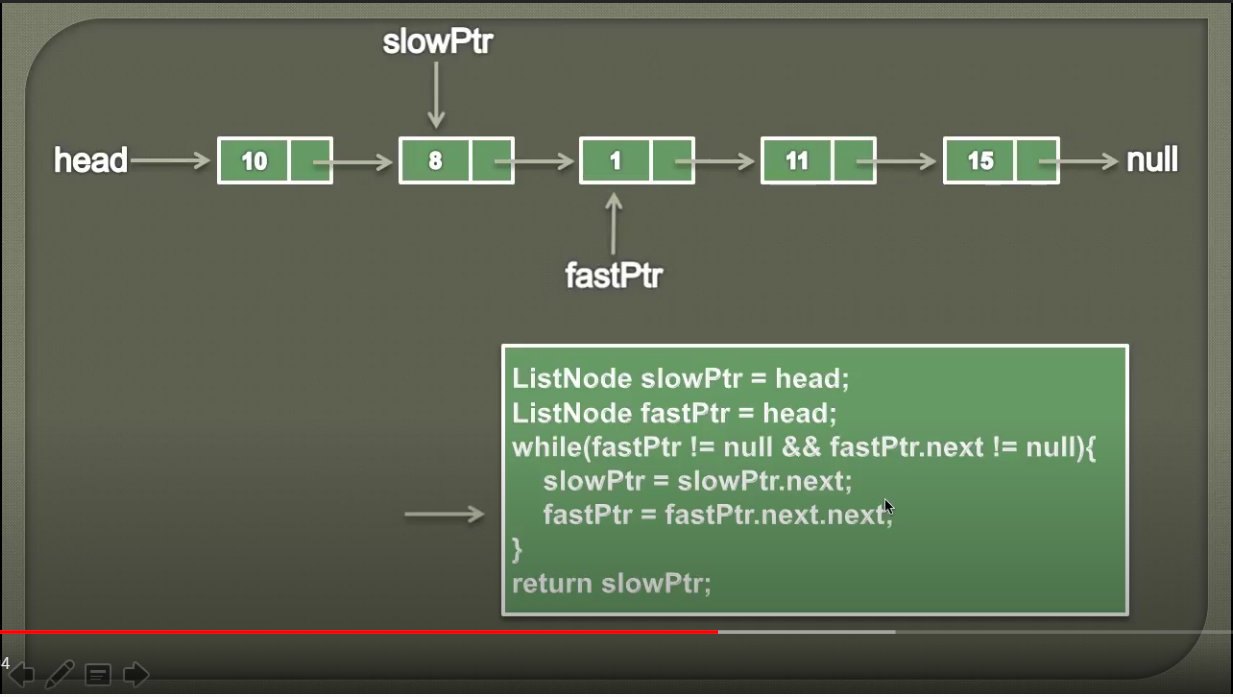 slowPtr
head 10 8 1 11 15 null
fastPtr
ListNode slowPtr = head;
ListNode fastPtr = head;
while(fastPtr != null && fastPtr.next != null){
slowPtr = slowPtr.next;
fastPtr = fastPtr.next.next;
}
return slowPtr;
4